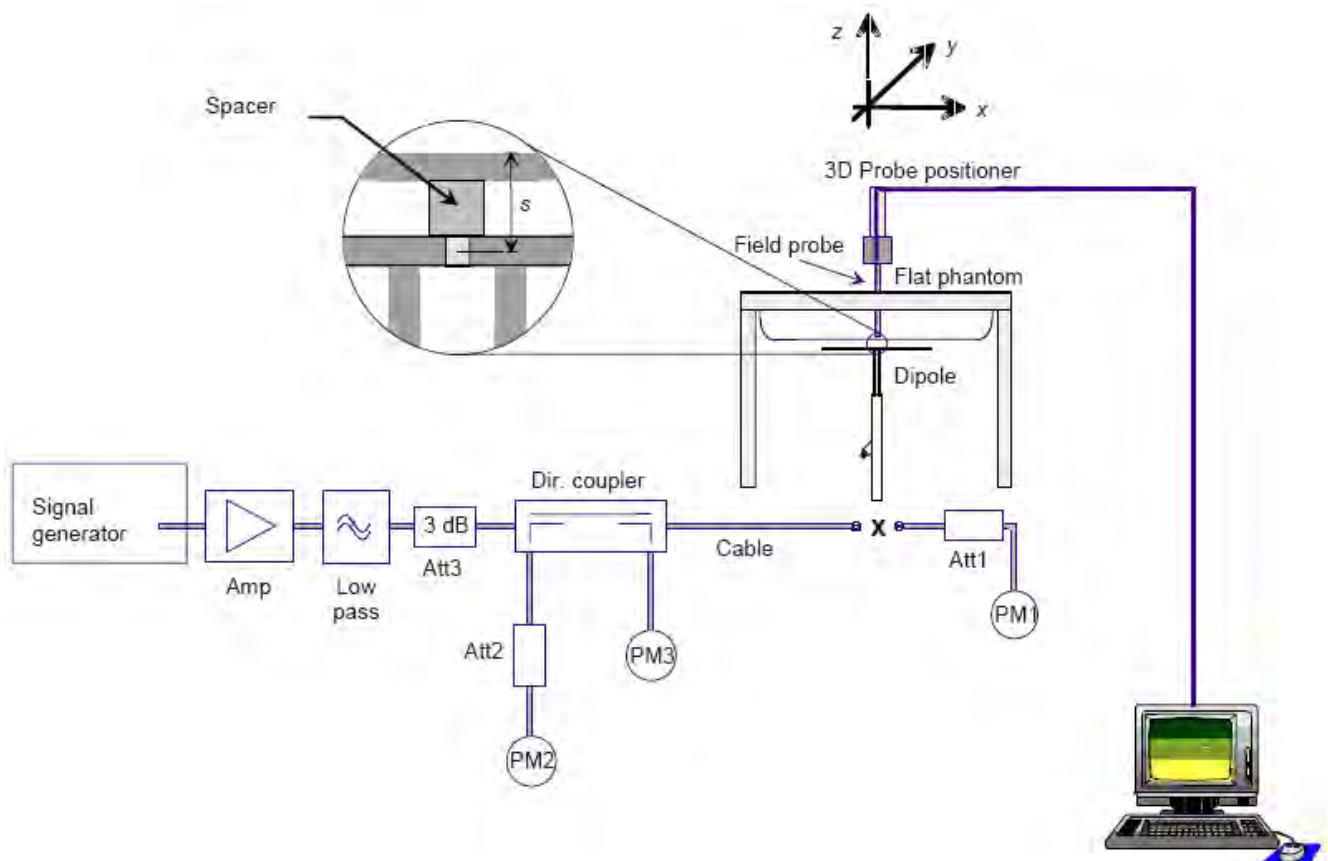 z
y
x
Spacer
s
3D Probe positioner
Field probe
Flat phantom
Dipole
Dir. coupler
Signal
generator
3 dB
Att3
Cable
X
Att1
Amp
Low
pass
PM1
Att2
PM3
PM2